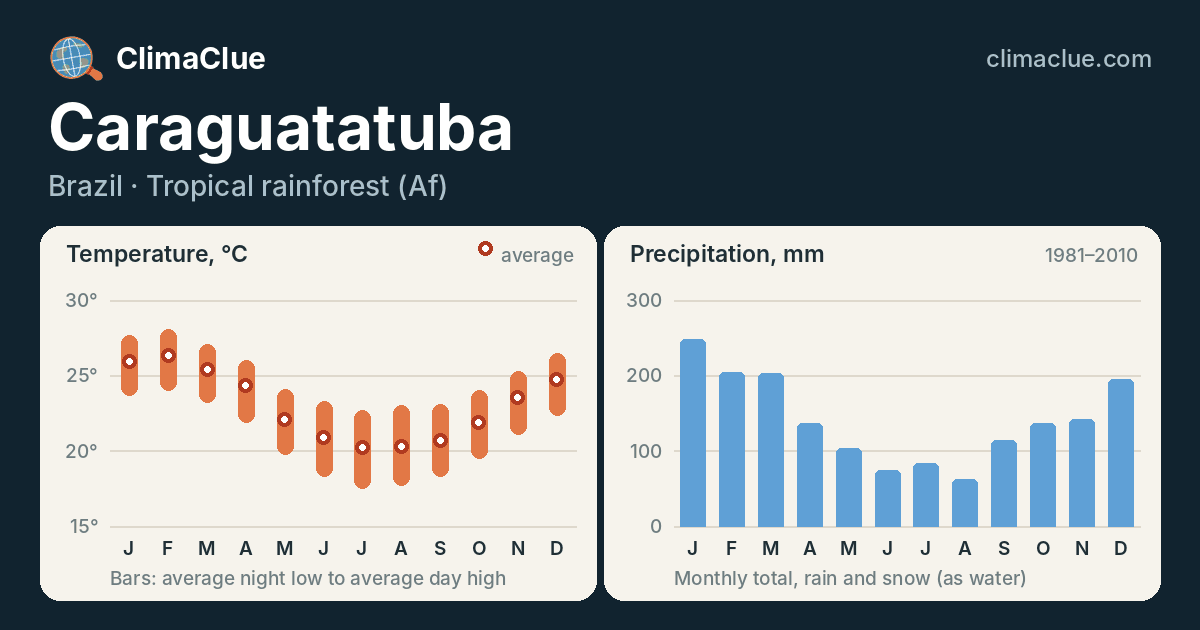 ClimaClue
climaclue.com
Caraguatatuba
Brazil · Tropical rainforest (Af)
Temperature, °C
average
30°
25°
20°
15°
J F M A M J J A S O N D
Bars: average night low to average day high
Precipitation, mm
1981–2010
300
200
100
0
J F M A M J J A S O N D
Monthly total, rain and snow (as water)